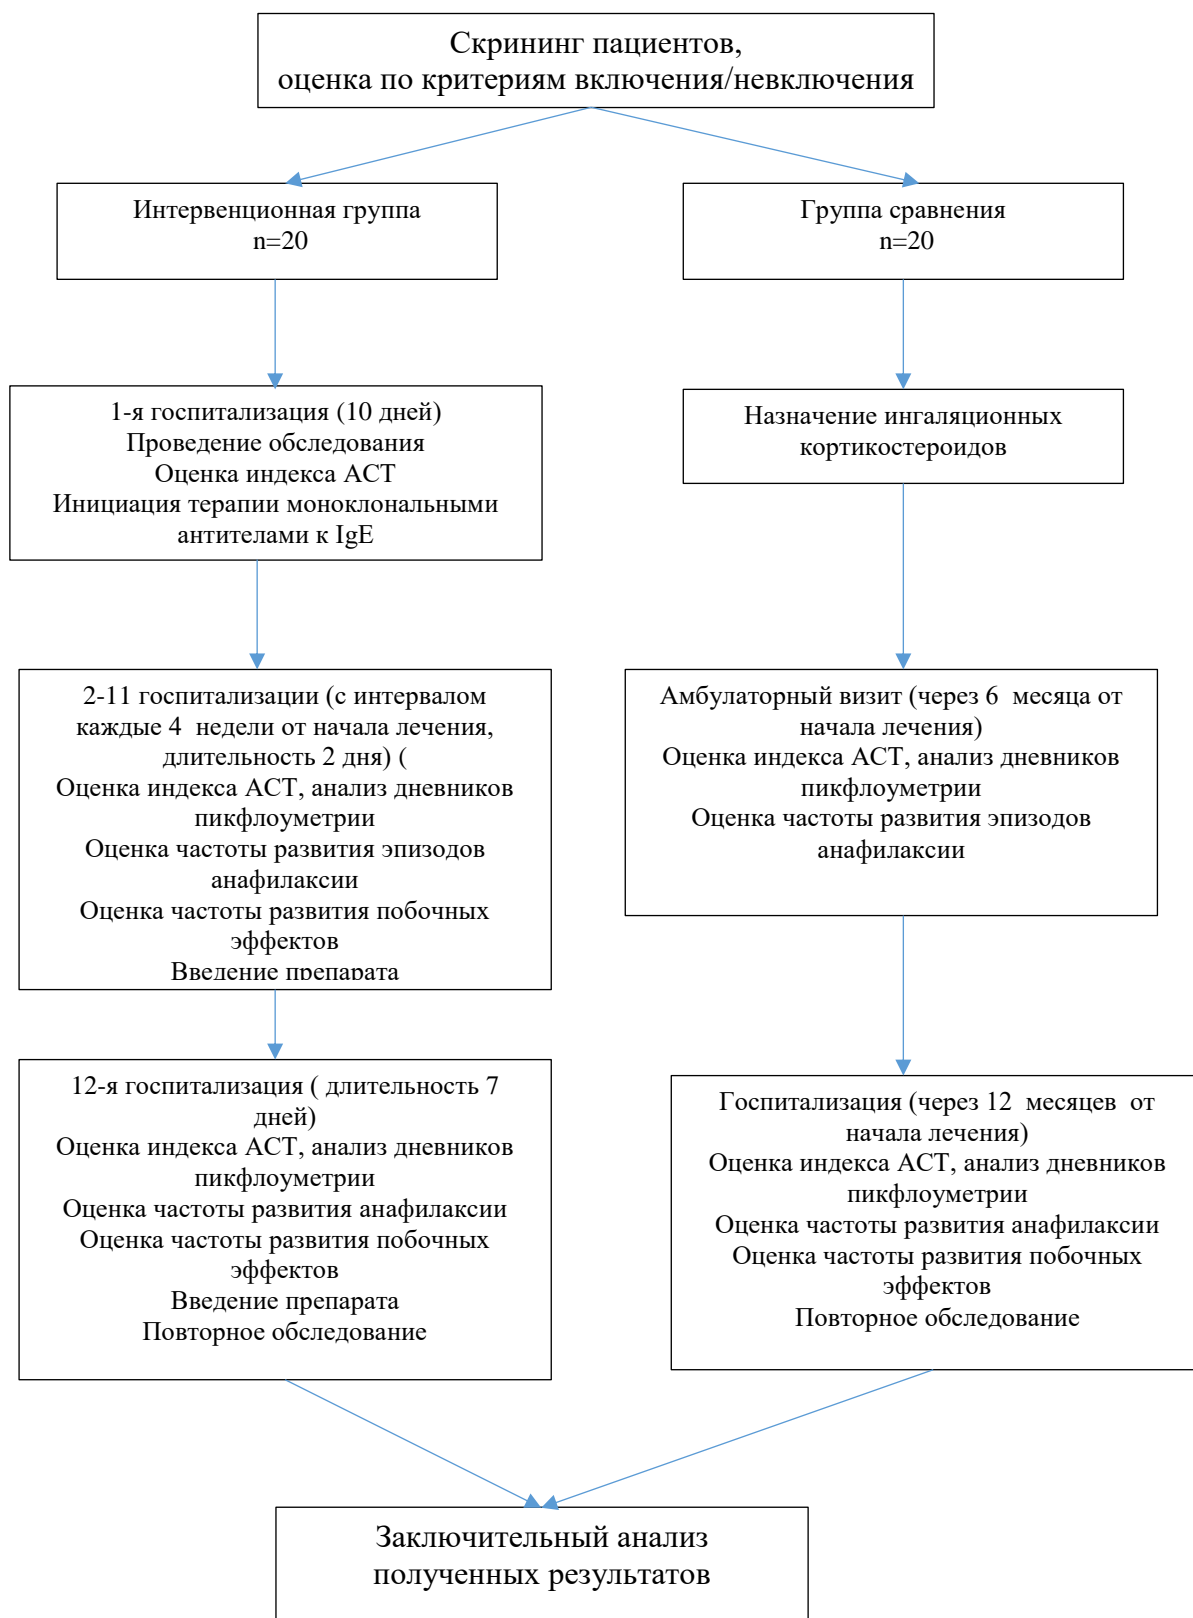 Скрининг пациентов,
оценка по критериям включения/невключения
Интервенционная группа
n=20
Группа сравнения
n=20
1-я госпитализация (10 дней)
Проведение обследования
Оценка индекса АСТ
Инициация терапии моноклональными
антителами к IgE
Назначение ингаляционных
кортикостероидов
2-11 госпитализации (с интервалом
каждые 4 недели от начала лечения,
длительность 2 дня) (
Оценка индекса АСТ, анализ дневников
пикфлоуметрии
Оценка частоты развития эпизодов
анафилаксии
Оценка частоты развития побочных
эффектов
Введение препарата
Амбулаторный визит (через 6 месяца от
начала лечения)
Оценка индекса АСТ, анализ дневников
пикфлоуметрии
Оценка частоты развития эпизодов
анафилаксии
12-я госпитализация ( длительность 7
дней)
Оценка индекса АСТ, анализ дневников
пикфлоуметрии
Оценка частоты развития анафилаксии
Оценка частоты развития побочных
эффектов
Введение препарата
Повторное обследование
Госпитализация (через 12 месяцев от
начала лечения)
Оценка индекса АСТ, анализ дневников
пикфлоуметрии
Оценка частоты развития анафилаксии
Оценка частоты развития побочных
эффектов
Повторное обследование
Заключительный анализ
полученных результатов